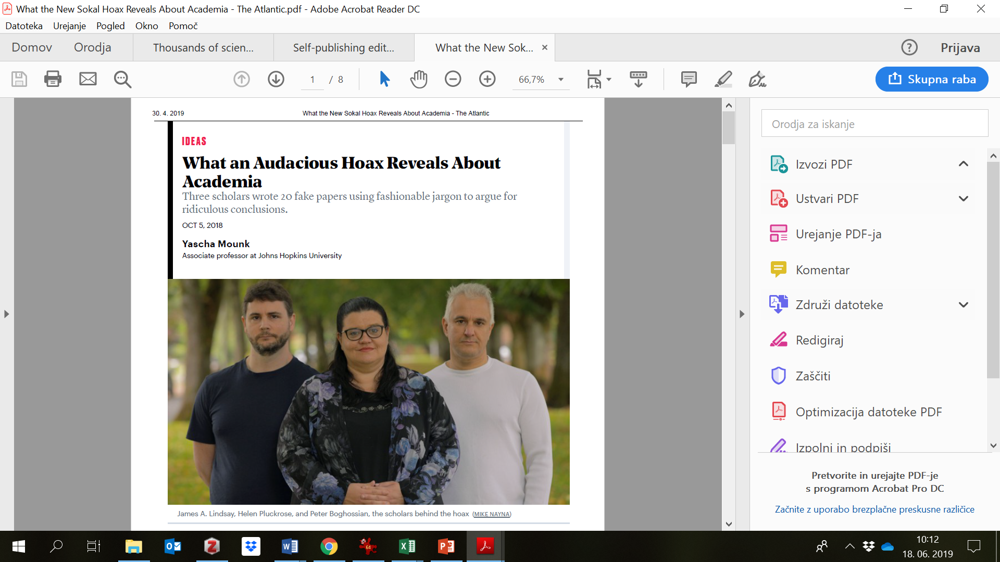 What the New Sokal Hoax Reveals About Academia - The Atlantic.pdf - Adobe Acrobat Reader DC
Datoteka Urejanje Pogled Okno Pomoč
Domov Orodja Thousands of scien... Self-publishing edit... What the New Sok... Prijava
1 / 8 66,7% Skupna raba
30. 4. 2019 What the New Sokal Hoax Reveals About Academia - The Atlantic
IDEAS
What an Audacious Hoax Reveals About
Academia
Three scholars wrote 20 fake papers using fashionable jargon to argue for
ridiculous conclusions.
OCT 5, 2018
Yascha Mounk
Associate professor at Johns Hopkins University
James A. Lindsay, Helen Pluckrose, and Peter Boghossian, the scholars behind the hoax (MIKE NAYNA)
Orodja za iskanje
Izvozi PDF
Ustvari PDF
Urejanje PDF-ja
Komentar
Združi datoteke
Redigiraj
Zaščiti
Optimizacija datoteke PDF
Izpolni in podpiši
Pretvorite in urejajte PDF-je
s programom Acrobat Pro DC
Začnite z uporabo brezplačne preskusne različice
64
10:12
18. 06. 2019